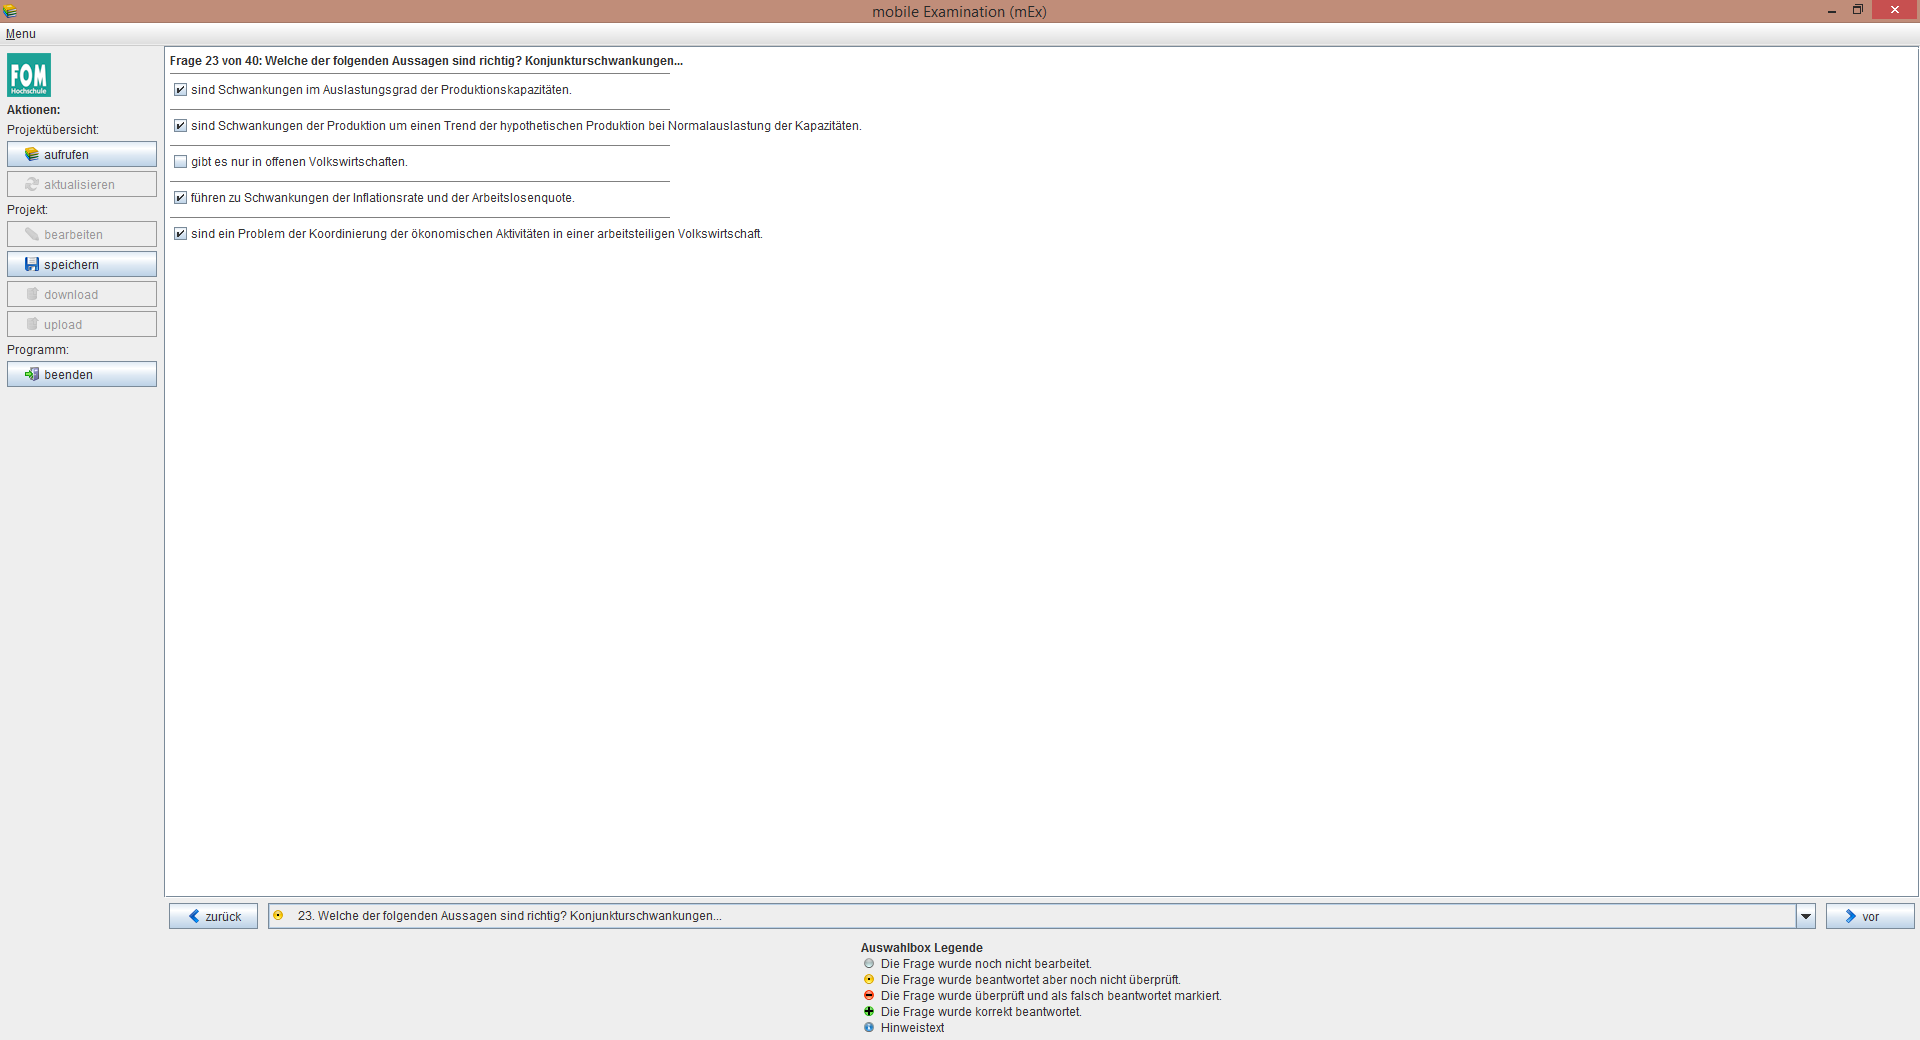 mobile Examination (mEx)
Menu
FOM
Hochschule
Aktionen:
Projektübersicht:
aufrufen
aktualisieren
Projekt:
bearbeiten
speichern
download
upload
Programm:
beenden
Frage 23 von 40: Welche der folgenden Aussagen sind richtig? Konjunkturschwankungen...
sind Schwankungen im Auslastungsgrad der Produktionskapazitäten.
sind Schwankungen der Produktion um einen Trend der hypothetischen Produktion bei Normalauslastung der Kapazitäten.
gibt es nur in offenen Volkswirtschaften.
führen zu Schwankungen der Inflationsrate und der Arbeitslosenquote.
sind ein Problem der Koordinierung der ökonomischen Aktivitäten in einer arbeitsteiligen Volkswirtschaft.
zurück
23. Welche der folgenden Aussagen sind richtig? Konjunkturschwankungen...
vor
Auswahlbox Legende
Die Frage wurde noch nicht bearbeitet.
Die Frage wurde beantwortet aber noch nicht überprüft.
Die Frage wurde überprüft und als falsch beantwortet markiert.
Die Frage wurde korrekt beantwortet.
Hinweistext